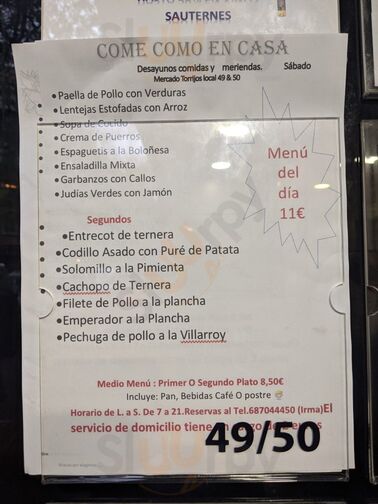 SAUTERNES
COME COMO EN CASA
Desayunos comidas y meriendas. Sábado
Mercado Torrijos local 49 & 50
•Paella de Pollo con Verduras
•Lentejas Estofadas con Arroz
•Sopa de Cocido
•Crema de Puerros
•Espaguetis a la Boloñesa
•Ensaladilla Mixta
•Garbanzos con Callos
•Judías Verdes con Jamón
Menú
del
día
11€
Segundos
•Entrecot de ternera
•Codillo Asado con Puré de Patata
•Solomillo a la Pimienta
•Cachopo de Ternera
•Filete de Pollo a la plancha
•Emperador a la Plancha
•Pechuga de pollo a la Villarroy
Medio Menú : Primer O Segundo Plato 8,50€
Incluye: Pan, Bebidas Café O postre
Horario de L. a S. De 7 a 21.Reservas al Tel.687044450 (Irma)El
servicio de domicilio tiene un
49/50